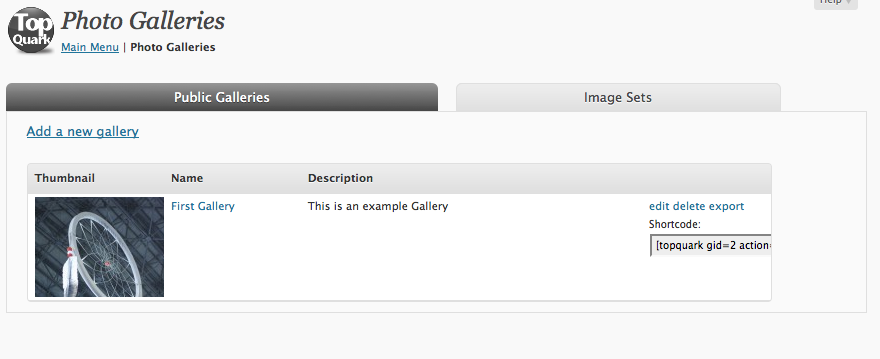 Help
Top
Quark
Photo Galleries
Main Menu | Photo Galleries
Public Galleries
Image Sets
Add a new gallery
Thumbnail Name Description
First Gallery This is an example Gallery edit delete export
Shortcode:
[topquark gid=2 action=